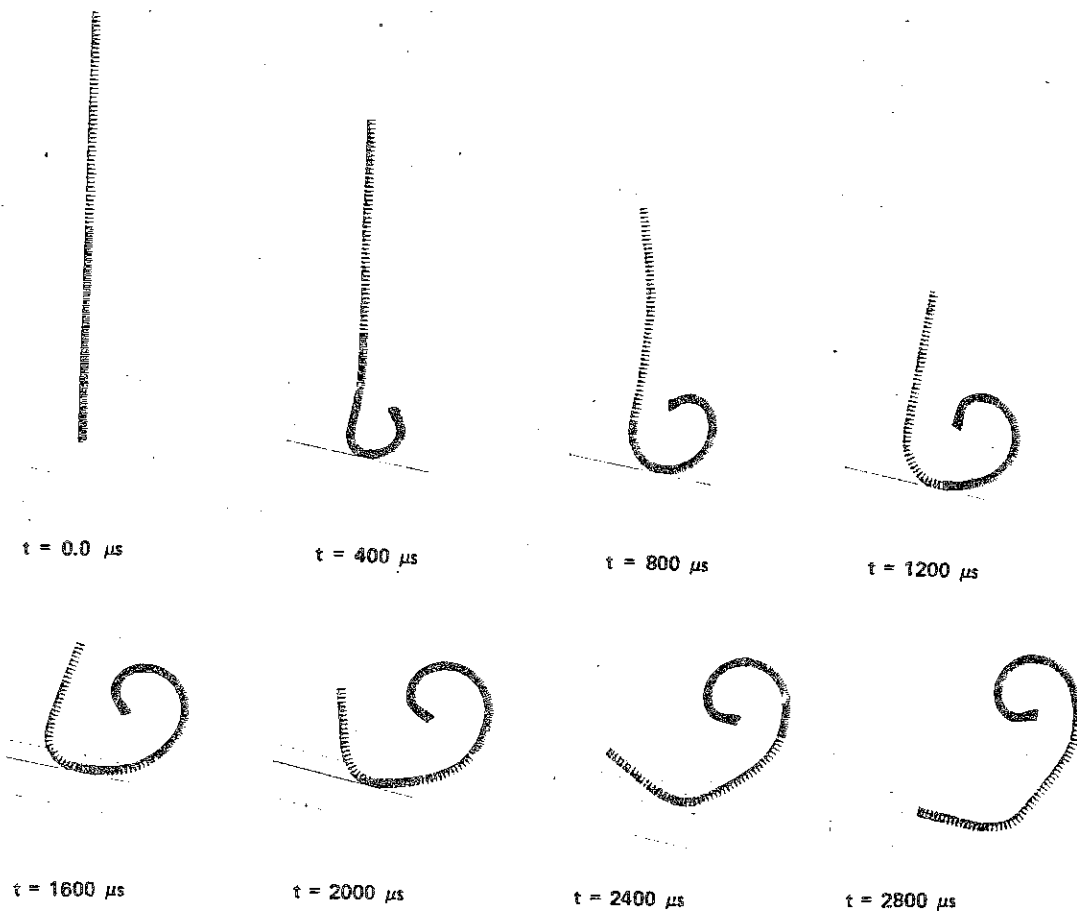 t = 0.0 μs
t = 400 μs
t = 800 μs
t = 1200 μs
t = 1600 μs
t = 2000 μs
t = 2400 μs
t = 2800 μs